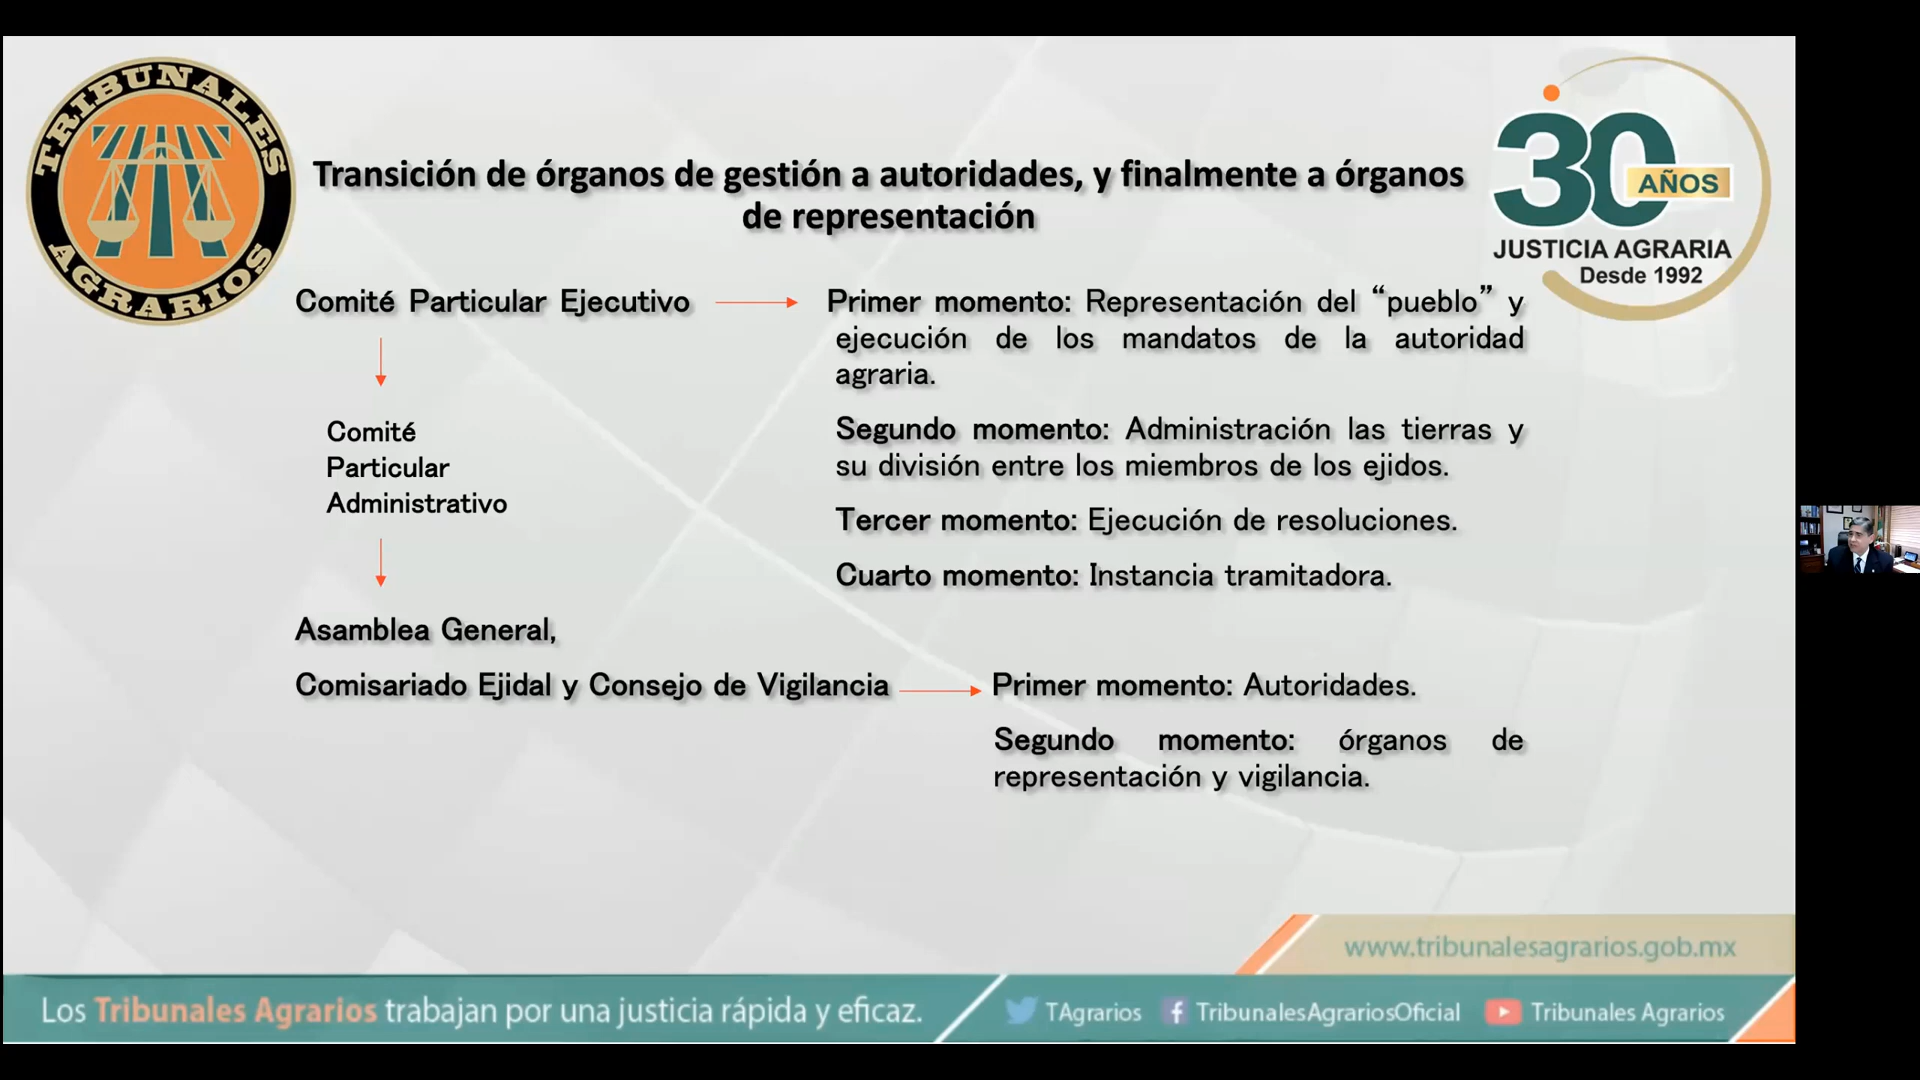 TRIBUNALES
AGRARIOS
30
AÑOS
JUSTICIA AGRARIA
Desde 1992
Transición de órganos de gestión a autoridades, y finalmente a órganos
de representación
Comité Particular Ejecutivo
Primer momento: Representación del “pueblo” y
ejecución de los mandatos de la autoridad
agraria.
Segundo momento: Administración las tierras y
su división entre los miembros de los ejidos.
Tercer momento: Ejecución de resoluciones.
Cuarto momento: Instancia tramitadora.
Comité
Particular
Administrativo
Asamblea General,
Comisariado Ejidal y Consejo de Vigilancia
Primer momento: Autoridades.
Segundo momento: órganos de
representación y vigilancia.
www.tribunalesagrarios.gob.mx
Los Tribunales Agrarios trabajan por una justicia rápida y eficaz.
TAgrarios
TribunalesAgrariosOficial
Tribunales Agrarios